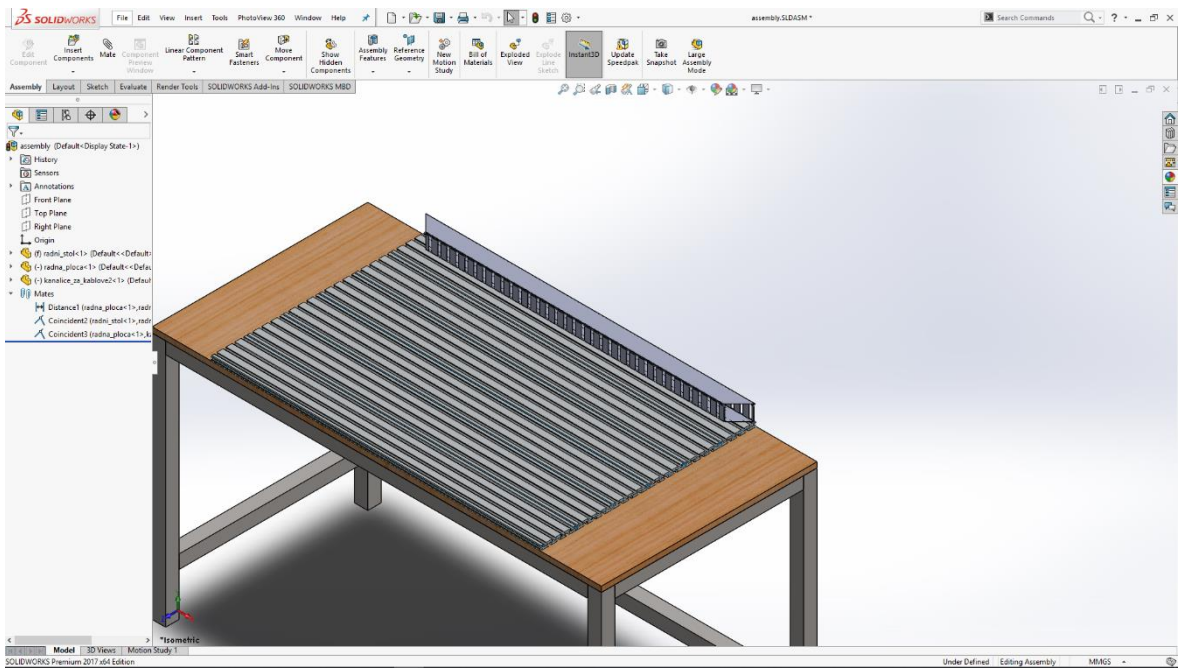 SOLIDWORKS File Edit View Insert Tools PhotoView 360 Window Help assembly.SLDASM * Search Commands
Edit Component
Insert Components
Mate
Component Preview Window
Linear Component Pattern
Smart Fasteners
Move Component
Show Hidden Components
Assembly Features
Reference Geometry
New Motion Study
Bill of Materials
Exploded View
Explode Line Sketch
Instant3D
Update Speedpak
Take Snapshot
Large Assembly Mode
Assembly Layout Sketch Evaluate Render Tools SOLIDWORKS Add-Ins SOLIDWORKS MBD
assembly (Default<Display State-1>)
History
Sensors
Annotations
Front Plane
Top Plane
Right Plane
Origin
(f) radni_stol<1> (Default<<Default>
(-) radna_ploca<1> (Default<<Defau
(-) kanalice_za_kablove2<1> (Default
Mates
Distance1 (radna_ploca<1>,radr
Coincident2 (radni_stol<1>,radr
Coincident3 (radna_ploca<1>,ka
*Isometric
Model 3D Views Motion Study 1
SOLIDWORKS Premium 2017 x64 Edition Under Defined Editing Assembly MMGS